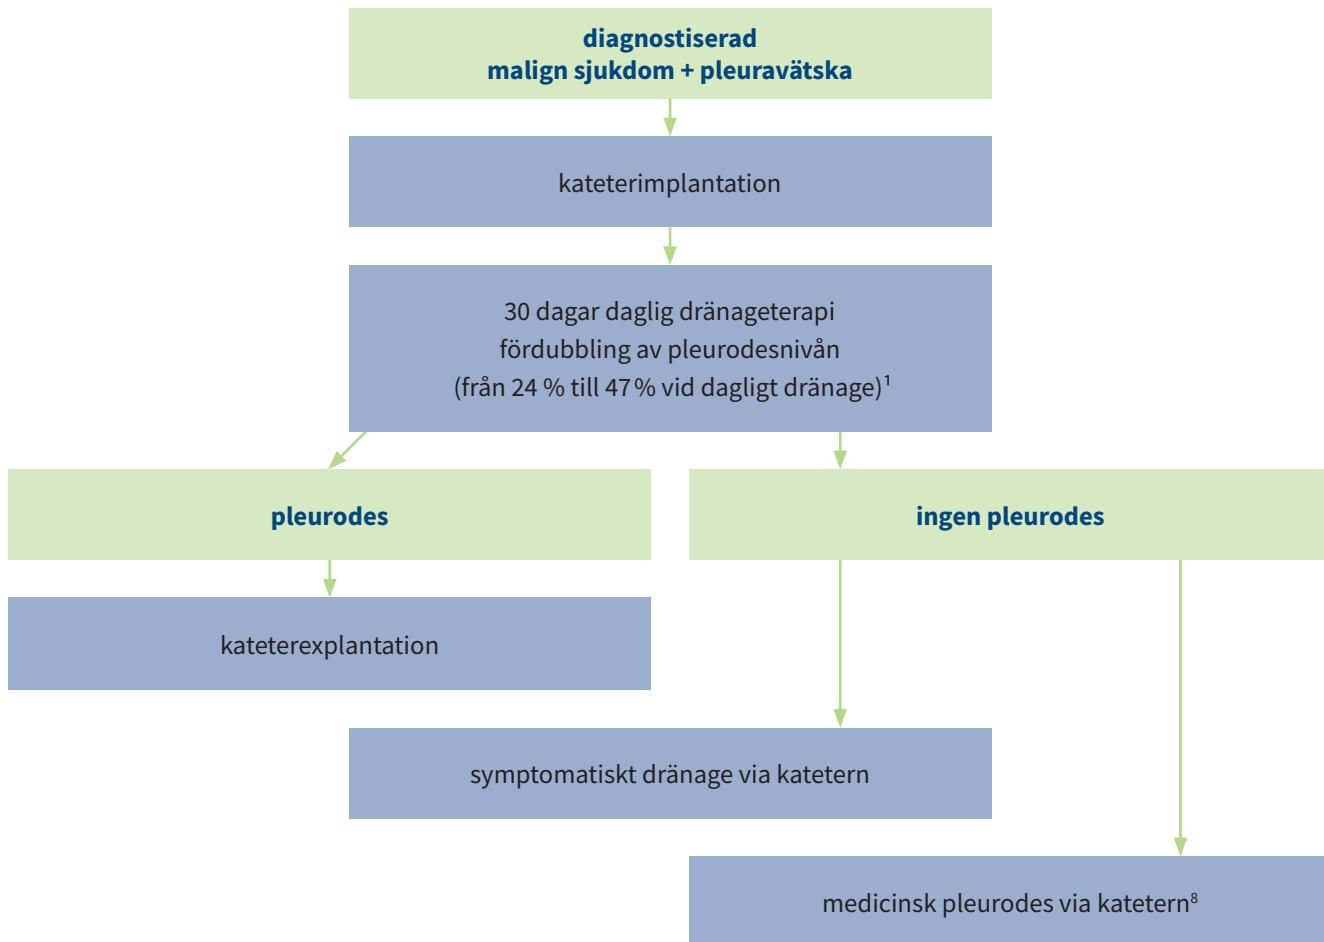 diagnostiserad
malign sjukdom + pleuravätska
kateterimplantation
30 dagar daglig dränageterapi
fördubbling av pleurodesnivån
(från 24 % till 47 % vid dagligt dränage)¹
pleurodes
ingen pleurodes
kateterexplantation
symptomatiskt dränage via katetern
medicinsk pleurodes via katetern⁸